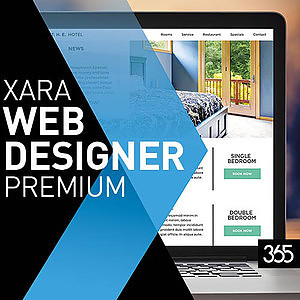 T. H. E. HOTEL
Rooms Service Restaurant Specials Contact
NEWS
XARA
WEB
DESIGNER
PREMIUM
SINGLE
BEDROOM
BOOK NOW
DOUBLE
BEDROOM
BOOK NOW
365